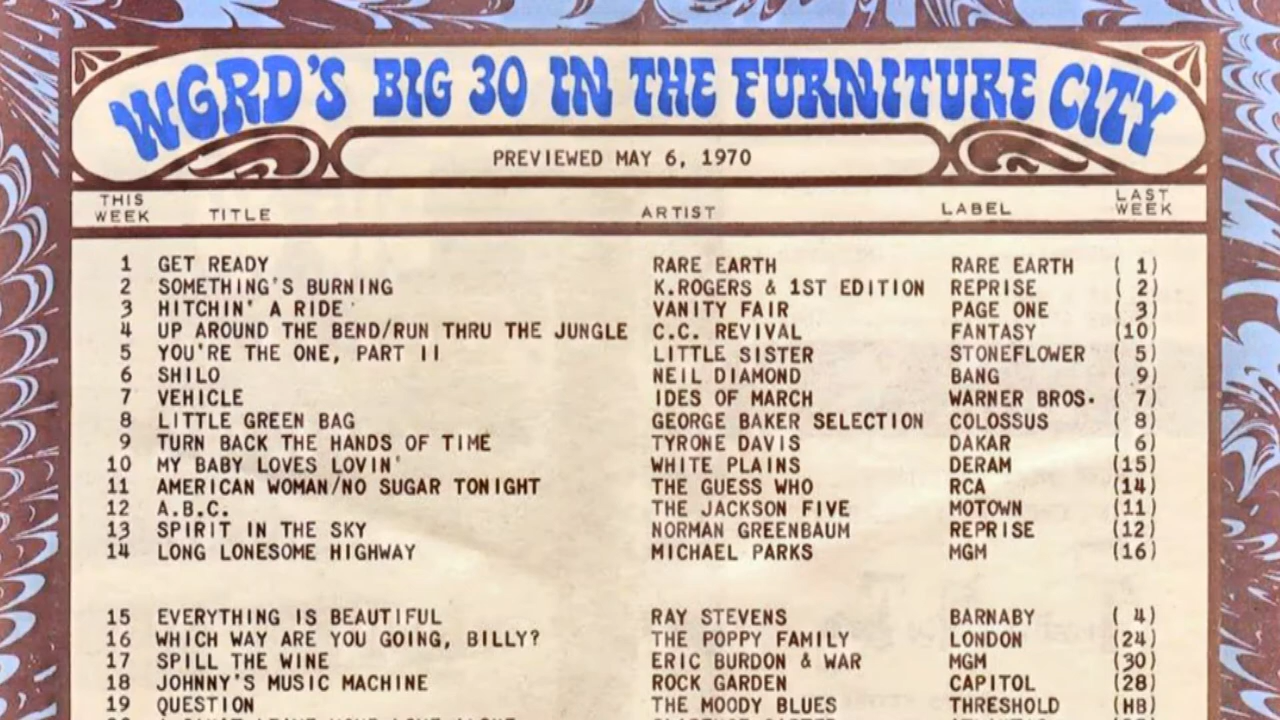 WGRD'S BIG 30 IN THE FURNITURE CITY
PREVIEWED MAY 6, 1970
THIS WEEK TITLE ARTIST LABEL LAST WEEK
1 GET READY RARE EARTH RARE EARTH ( 1)
2 SOMETHING'S BURNING K.ROGERS & 1ST EDITION REPRISE ( 2)
3 HITCHIN' A RIDE VANITY FAIR PAGE ONE ( 3)
4 UP AROUND THE BEND/RUN THRU THE JUNGLE C.C. REVIVAL FANTASY (10)
5 YOU'RE THE ONE, PART II LITTLE SISTER STONEFLOWER ( 5)
6 SHILO NEIL DIAMOND BANG ( 9)
7 VEHICLE IDES OF MARCH WARNER BROS. ( 7)
8 LITTLE GREEN BAG GEORGE BAKER SELECTION COLOSSUS ( 8)
9 TURN BACK THE HANDS OF TIME TYRONE DAVIS DAKAR ( 6)
10 MY BABY LOVES LOVIN' WHITE PLAINS DERAM (15)
11 AMERICAN WOMAN/NO SUGAR TONIGHT THE GUESS WHO RCA (14)
12 A.B.C. THE JACKSON FIVE MOTOWN (11)
13 SPIRIT IN THE SKY NORMAN GREENBAUM REPRISE (12)
14 LONG LONESOME HIGHWAY MICHAEL PARKS MGM (16)
15 EVERYTHING IS BEAUTIFUL RAY STEVENS BARNABY ( 4)
16 WHICH WAY ARE YOU GOING, BILLY? THE POPPY FAMILY LONDON (24)
17 SPILL THE WINE ERIC BURDON & WAR MGM (30)
18 JOHNNY'S MUSIC MACHINE ROCK GARDEN CAPITOL (28)
19 QUESTION THE MOODY BLUES THRESHOLD (HB)